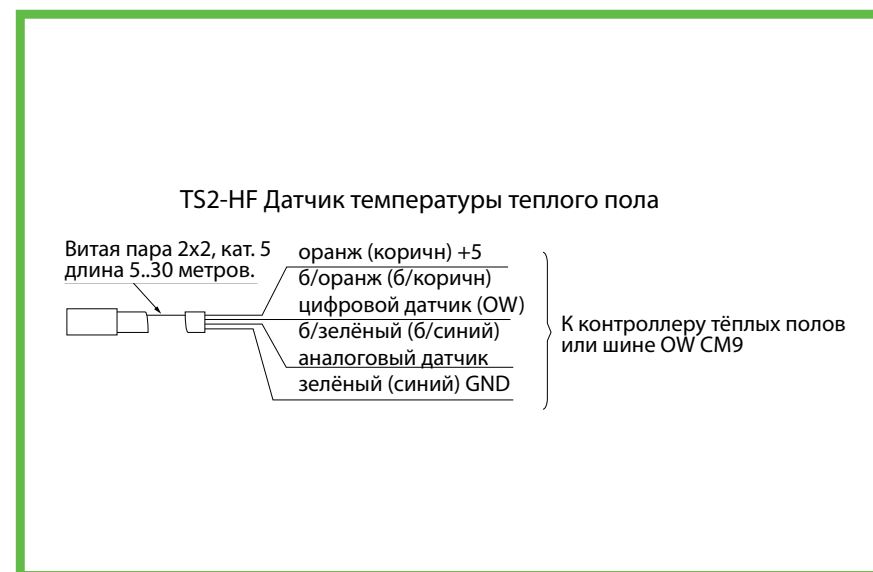 TS2-HF Датчик температуры теплого пола
Витая пара 2х2, кат. 5
длина 5..30 метров.
оранж (коричн) +5
б/оранж (б/коричн)
цифровой датчик (OW)
б/зелёный (б/синий)
аналоговый датчик
зелёный (синий) GND
К контроллеру тёплых полов
или шине OW CM9